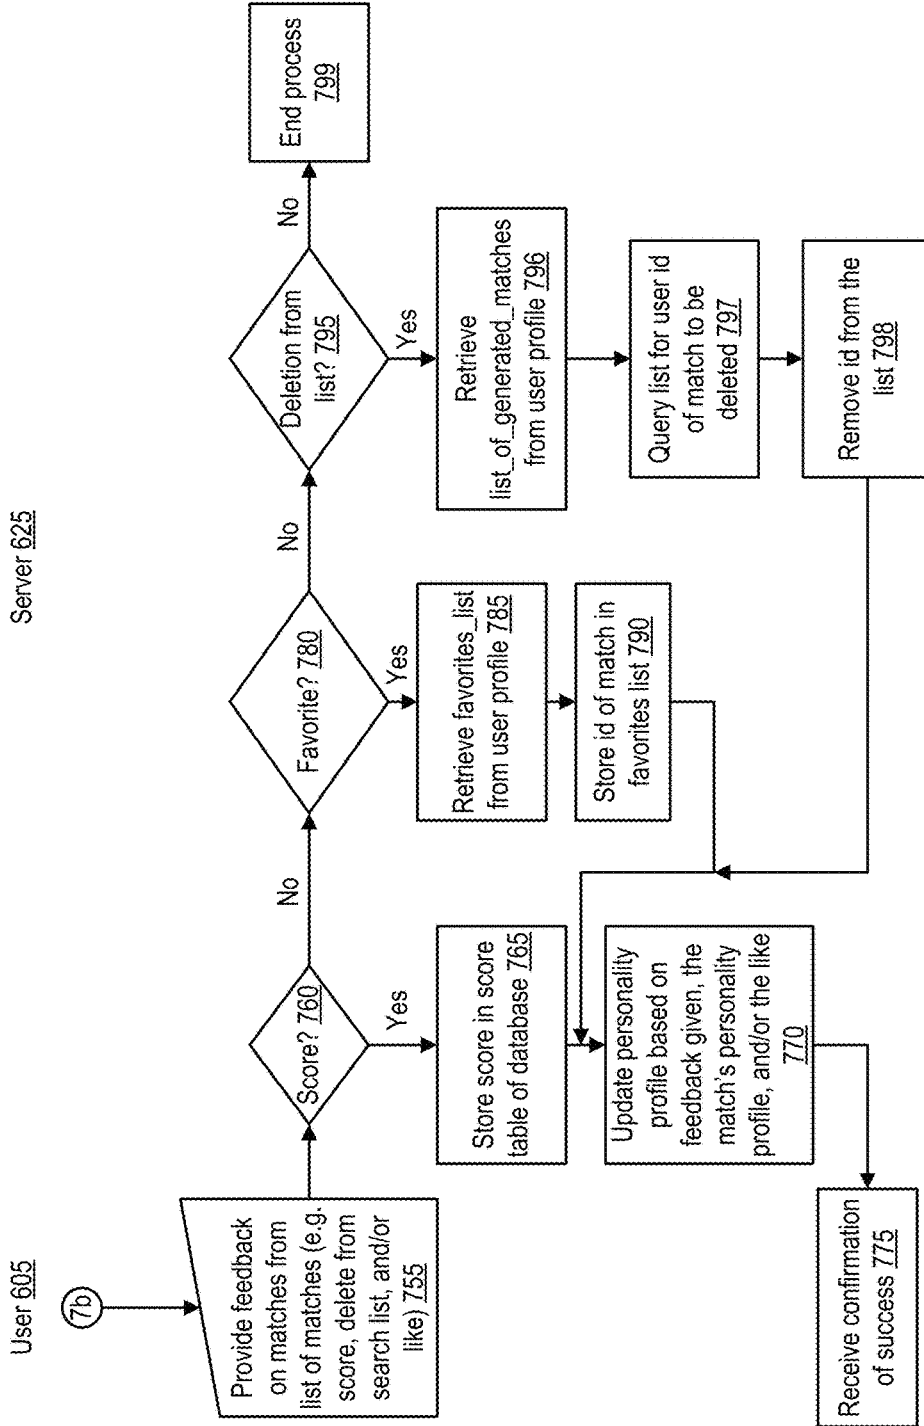 User 605
Server 625
7b
Provide feedback
on matches from
list of matches (e.g.
score, delete from
search list, and/or
like) 755
Score? 760
No
Yes
Favorite? 780
No
Yes
Deletion from
list? 795
No
Yes
End process
799
Store score in score
table of database 765
Retrieve favorites_list
from user profile 785
Retrieve
list_of_generated_matches
from user profile 796
Update personality
profile based on
feedback given, the
match's personality
profile, and/or the like
770
Store id of match in
favorites list 790
Query list for user id
of match to be
deleted 797
Receive confirmation
of success 775
Remove id from the
list 798